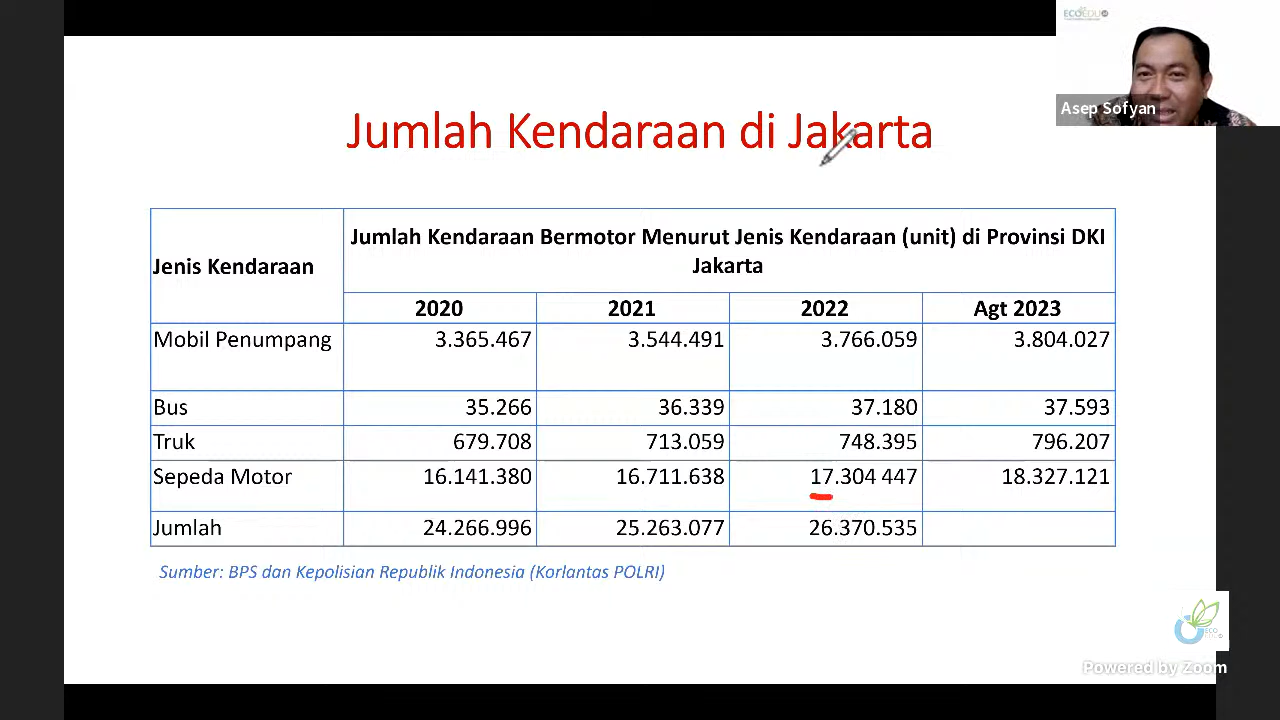 ECOEDU
Asep Sofyan
Jumlah Kendaraan di Jakarta
Jenis Kendaraan
Jumlah Kendaraan Bermotor Menurut Jenis Kendaraan (unit) di Provinsi DKI
Jakarta
2020 2021 2022 Agt 2023
Mobil Penumpang 3.365.467 3.544.491 3.766.059 3.804.027
Bus 35.266 36.339 37.180 37.593
Truk 679.708 713.059 748.395 796.207
Sepeda Motor 16.141.380 16.711.638 17.304 447 18.327.121
Jumlah 24.266.996 25.263.077 26.370.535
Sumber: BPS dan Kepolisian Republik Indonesia (Korlantas POLRI)
ECO
Powered by Zoom